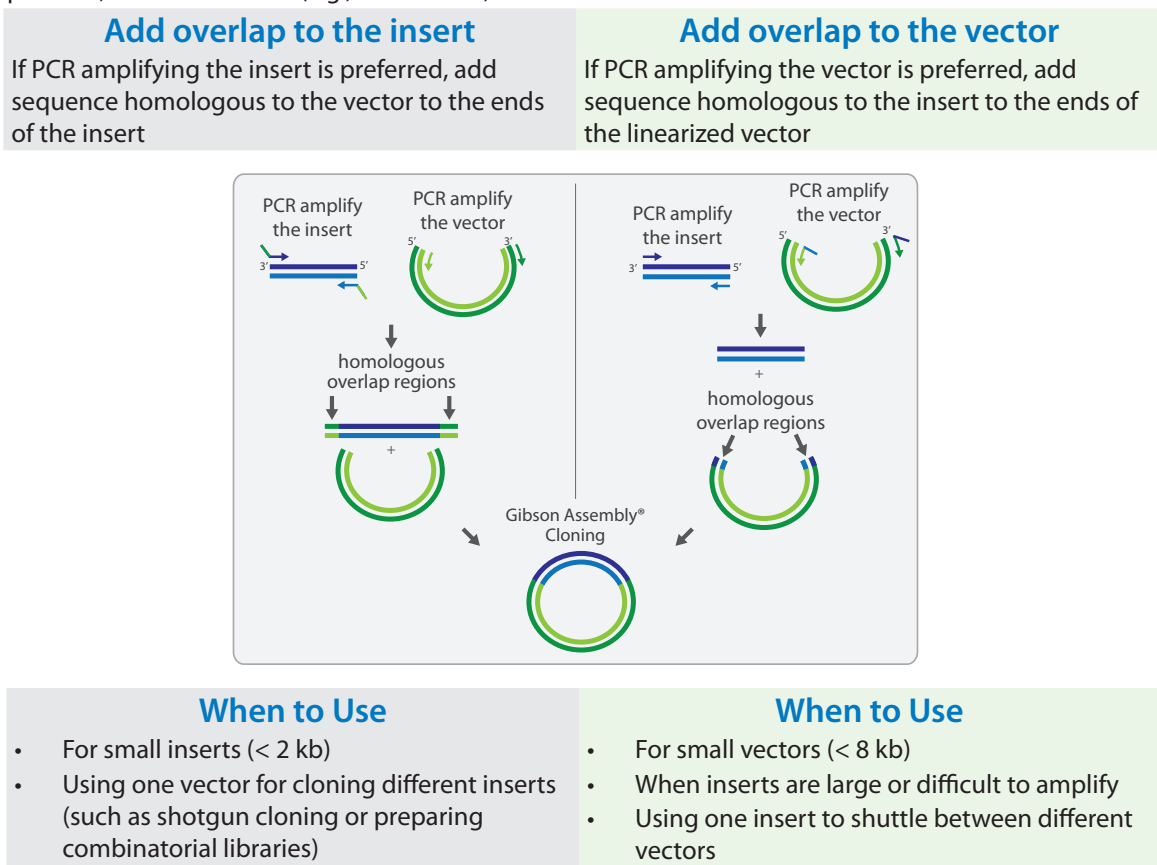 Add overlap to the insert
If PCR amplifying the insert is preferred, add
sequence homologous to the vector to the ends
of the insert
Add overlap to the vector
If PCR amplifying the vector is preferred, add
sequence homologous to the insert to the ends of
the linearized vector
PCR amplify
the insert
3′
5′
PCR amplify
the vector
5′
3′
homologous
overlap regions
+
PCR amplify
the insert
3′
5′
PCR amplify
the vector
5′
3′
+
homologous
overlap regions
Gibson Assembly®
Cloning
When to Use
• For small inserts (< 2 kb)
• Using one vector for cloning different inserts
(such as shotgun cloning or preparing
combinatorial libraries)
When to Use
• For small vectors (< 8 kb)
• When inserts are large or difficult to amplify
• Using one insert to shuttle between different
vectors